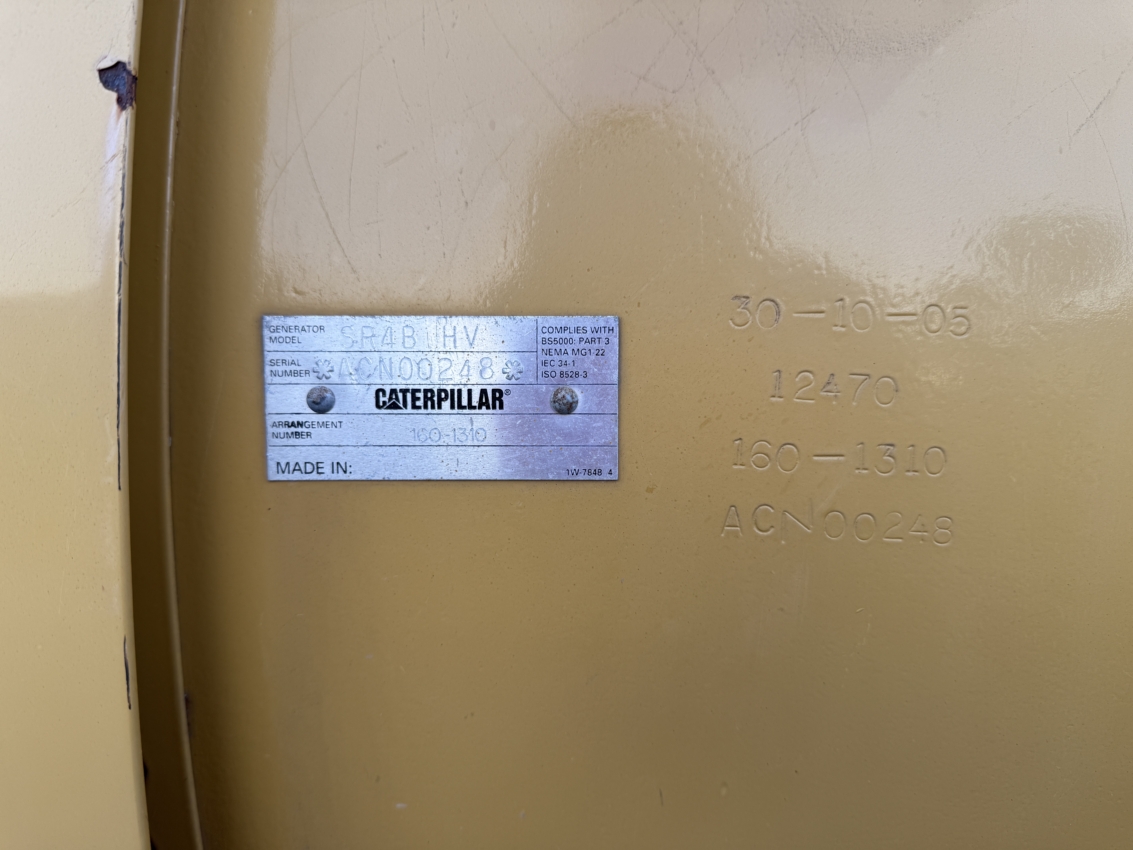 GENERATOR MODEL SR4B HV
SERIAL NUMBER *ACN00248*
COMPLIES WITH
BS5000: PART 3
NEMA MG1-22
IEC 34-1
ISO 8528-3
CATERPILLAR®
ARRANGEMENT NUMBER 160-1310
MADE IN:
1W-7848 4
30-10-05
12470
160-1310
ACN00248